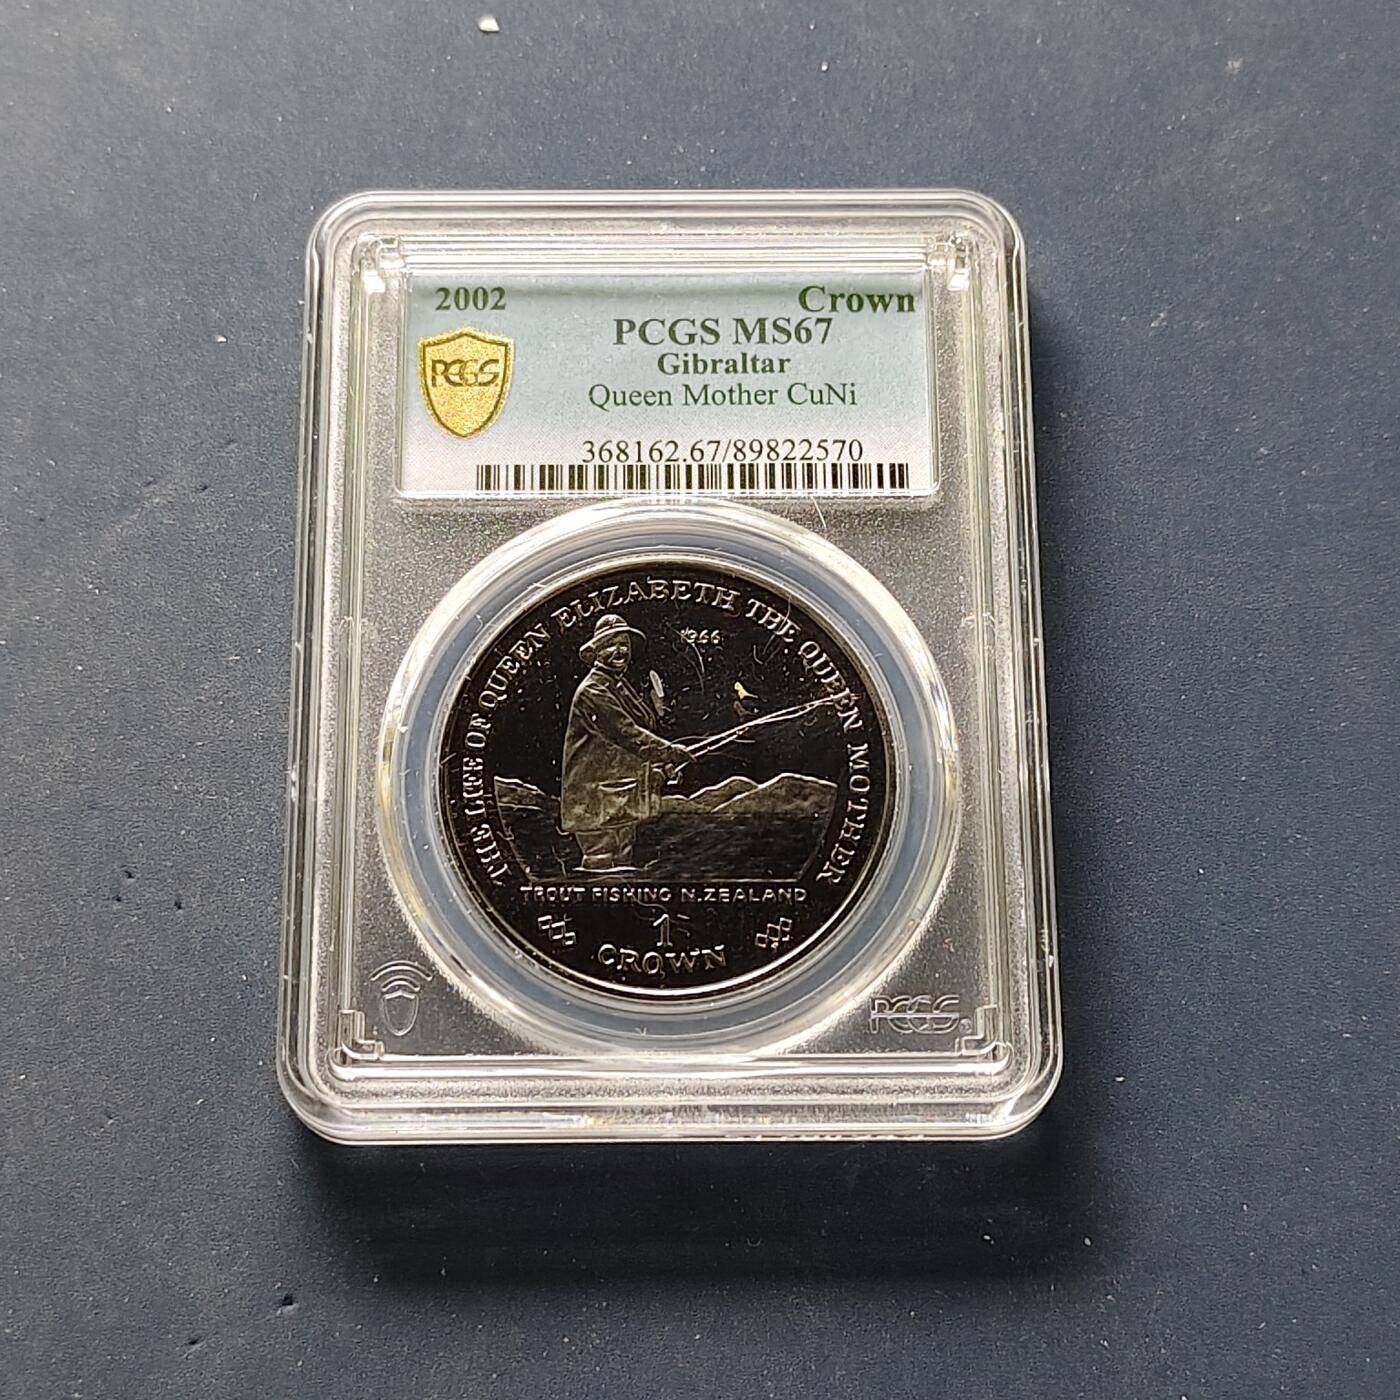 2002 Crown
PCGS MS67
PCGS
Gibraltar
Queen Mother CuNi
368162.67/89822570
THE LIFE OF QUEEN ELIZABETH THE QUEEN MOTHER
1966
TROUT FISHING N.ZEALAND
1
CROWN
PCGS